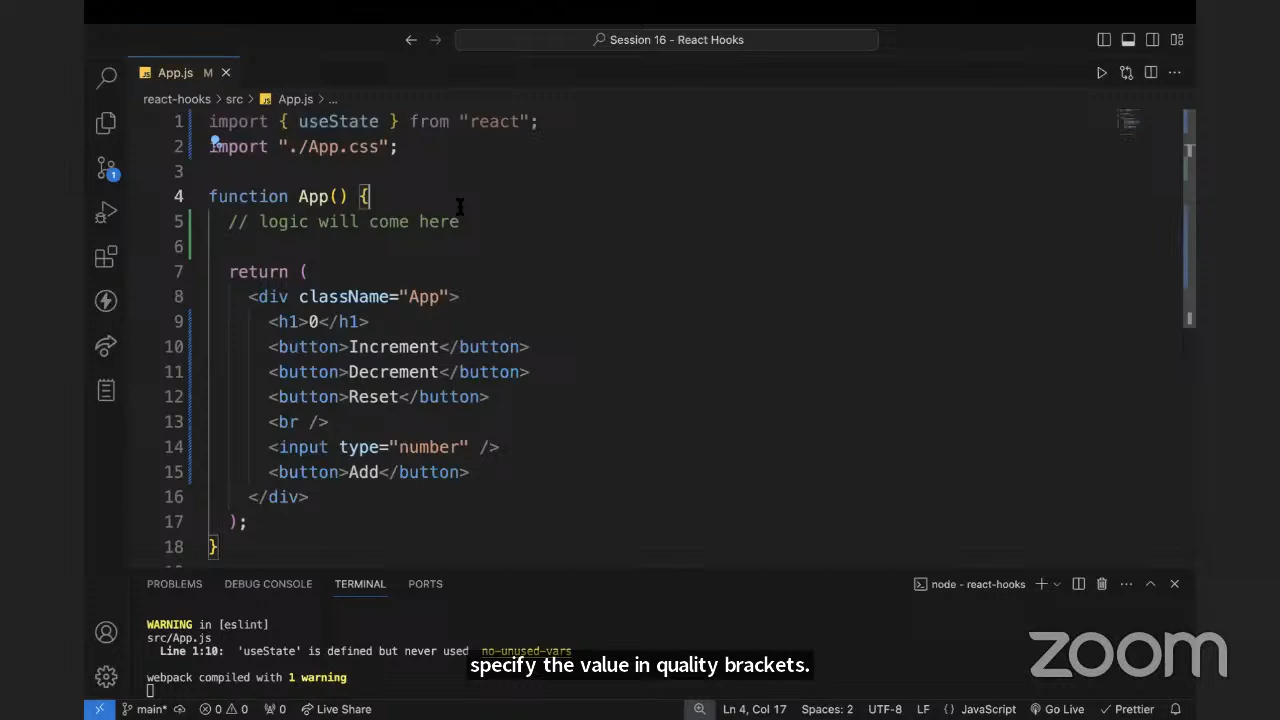 Session 16 - React Hooks
JS App.js M
react-hooks > src > JS App.js > ...
1 import { useState } from "react";
2 import "./App.css";
3
4 function App() {
5 // logic will come here
6
7 return (
8 <div className="App">
9 <h1>0</h1>
10 <button>Increment</button>
11 <button>Decrement</button>
12 <button>Reset</button>
13 <br />
14 <input type="number" />
15 <button>Add</button>
16 </div>
17 );
18 }
1
PROBLEMS DEBUG CONSOLE TERMINAL PORTS node - react-hooks
WARNING in [eslint]
src/App.js
Line 1:10: 'useState' is defined but never used no-unused-vars
webpack compiled with 1 warning
specify the value in quality brackets.
zoom
main* 0 0 0 Live Share Ln 4, Col 17 Spaces: 2 UTF-8 LF {} JavaScript Go Live Prettier